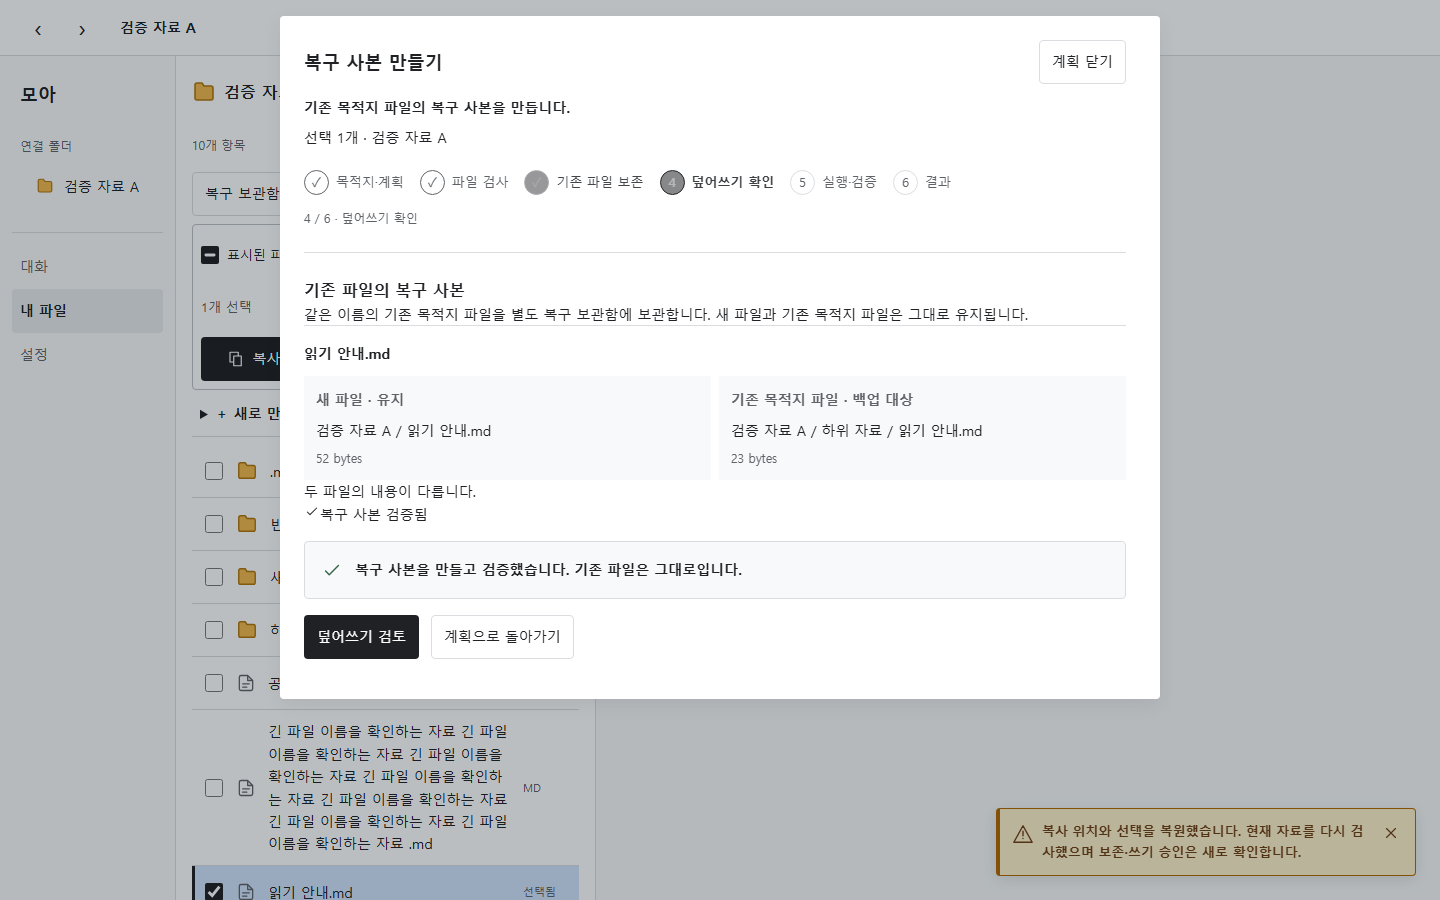 검증 자료 A
모아
연결 폴더
검증 자료 A
대화
내 파일
설정
검증
10개 항목
복구 보관함
표시된
1개 선택
복사
+ 새로
긴 파일 이름을 확인하는 자료 긴 파일
이름을 확인하는 자료 긴 파일 이름을
확인하는 자료 긴 파일 이름을 확인하
는 자료 긴 파일 이름을 확인하는 자료
긴 파일 이름을 확인하는 자료 긴 파일
이름을 확인하는 자료 .md
MD
읽기 안내.md
선택됨
복구 사본 만들기
계획 닫기
기존 목적지 파일의 복구 사본을 만듭니다.
선택 1개 · 검증 자료 A
✓ 목적지·계획 ✓ 파일 검사 ✓ 기존 파일 보존 4 덮어쓰기 확인 5 실행·검증 6 결과
4 / 6 · 덮어쓰기 확인
기존 파일의 복구 사본
같은 이름의 기존 목적지 파일을 별도 복구 보관함에 보관합니다. 새 파일과 기존 목적지 파일은 그대로 유지됩니다.
읽기 안내.md
새 파일 · 유지
검증 자료 A / 읽기 안내.md
52 bytes
기존 목적지 파일 · 백업 대상
검증 자료 A / 하위 자료 / 읽기 안내.md
23 bytes
두 파일의 내용이 다릅니다.
✓ 복구 사본 검증됨
복구 사본을 만들고 검증했습니다. 기존 파일은 그대로입니다.
덮어쓰기 검토
계획으로 돌아가기
복사 위치와 선택을 복원했습니다. 현재 자료를 다시 검
사했으며 보존·쓰기 승인은 새로 확인합니다.